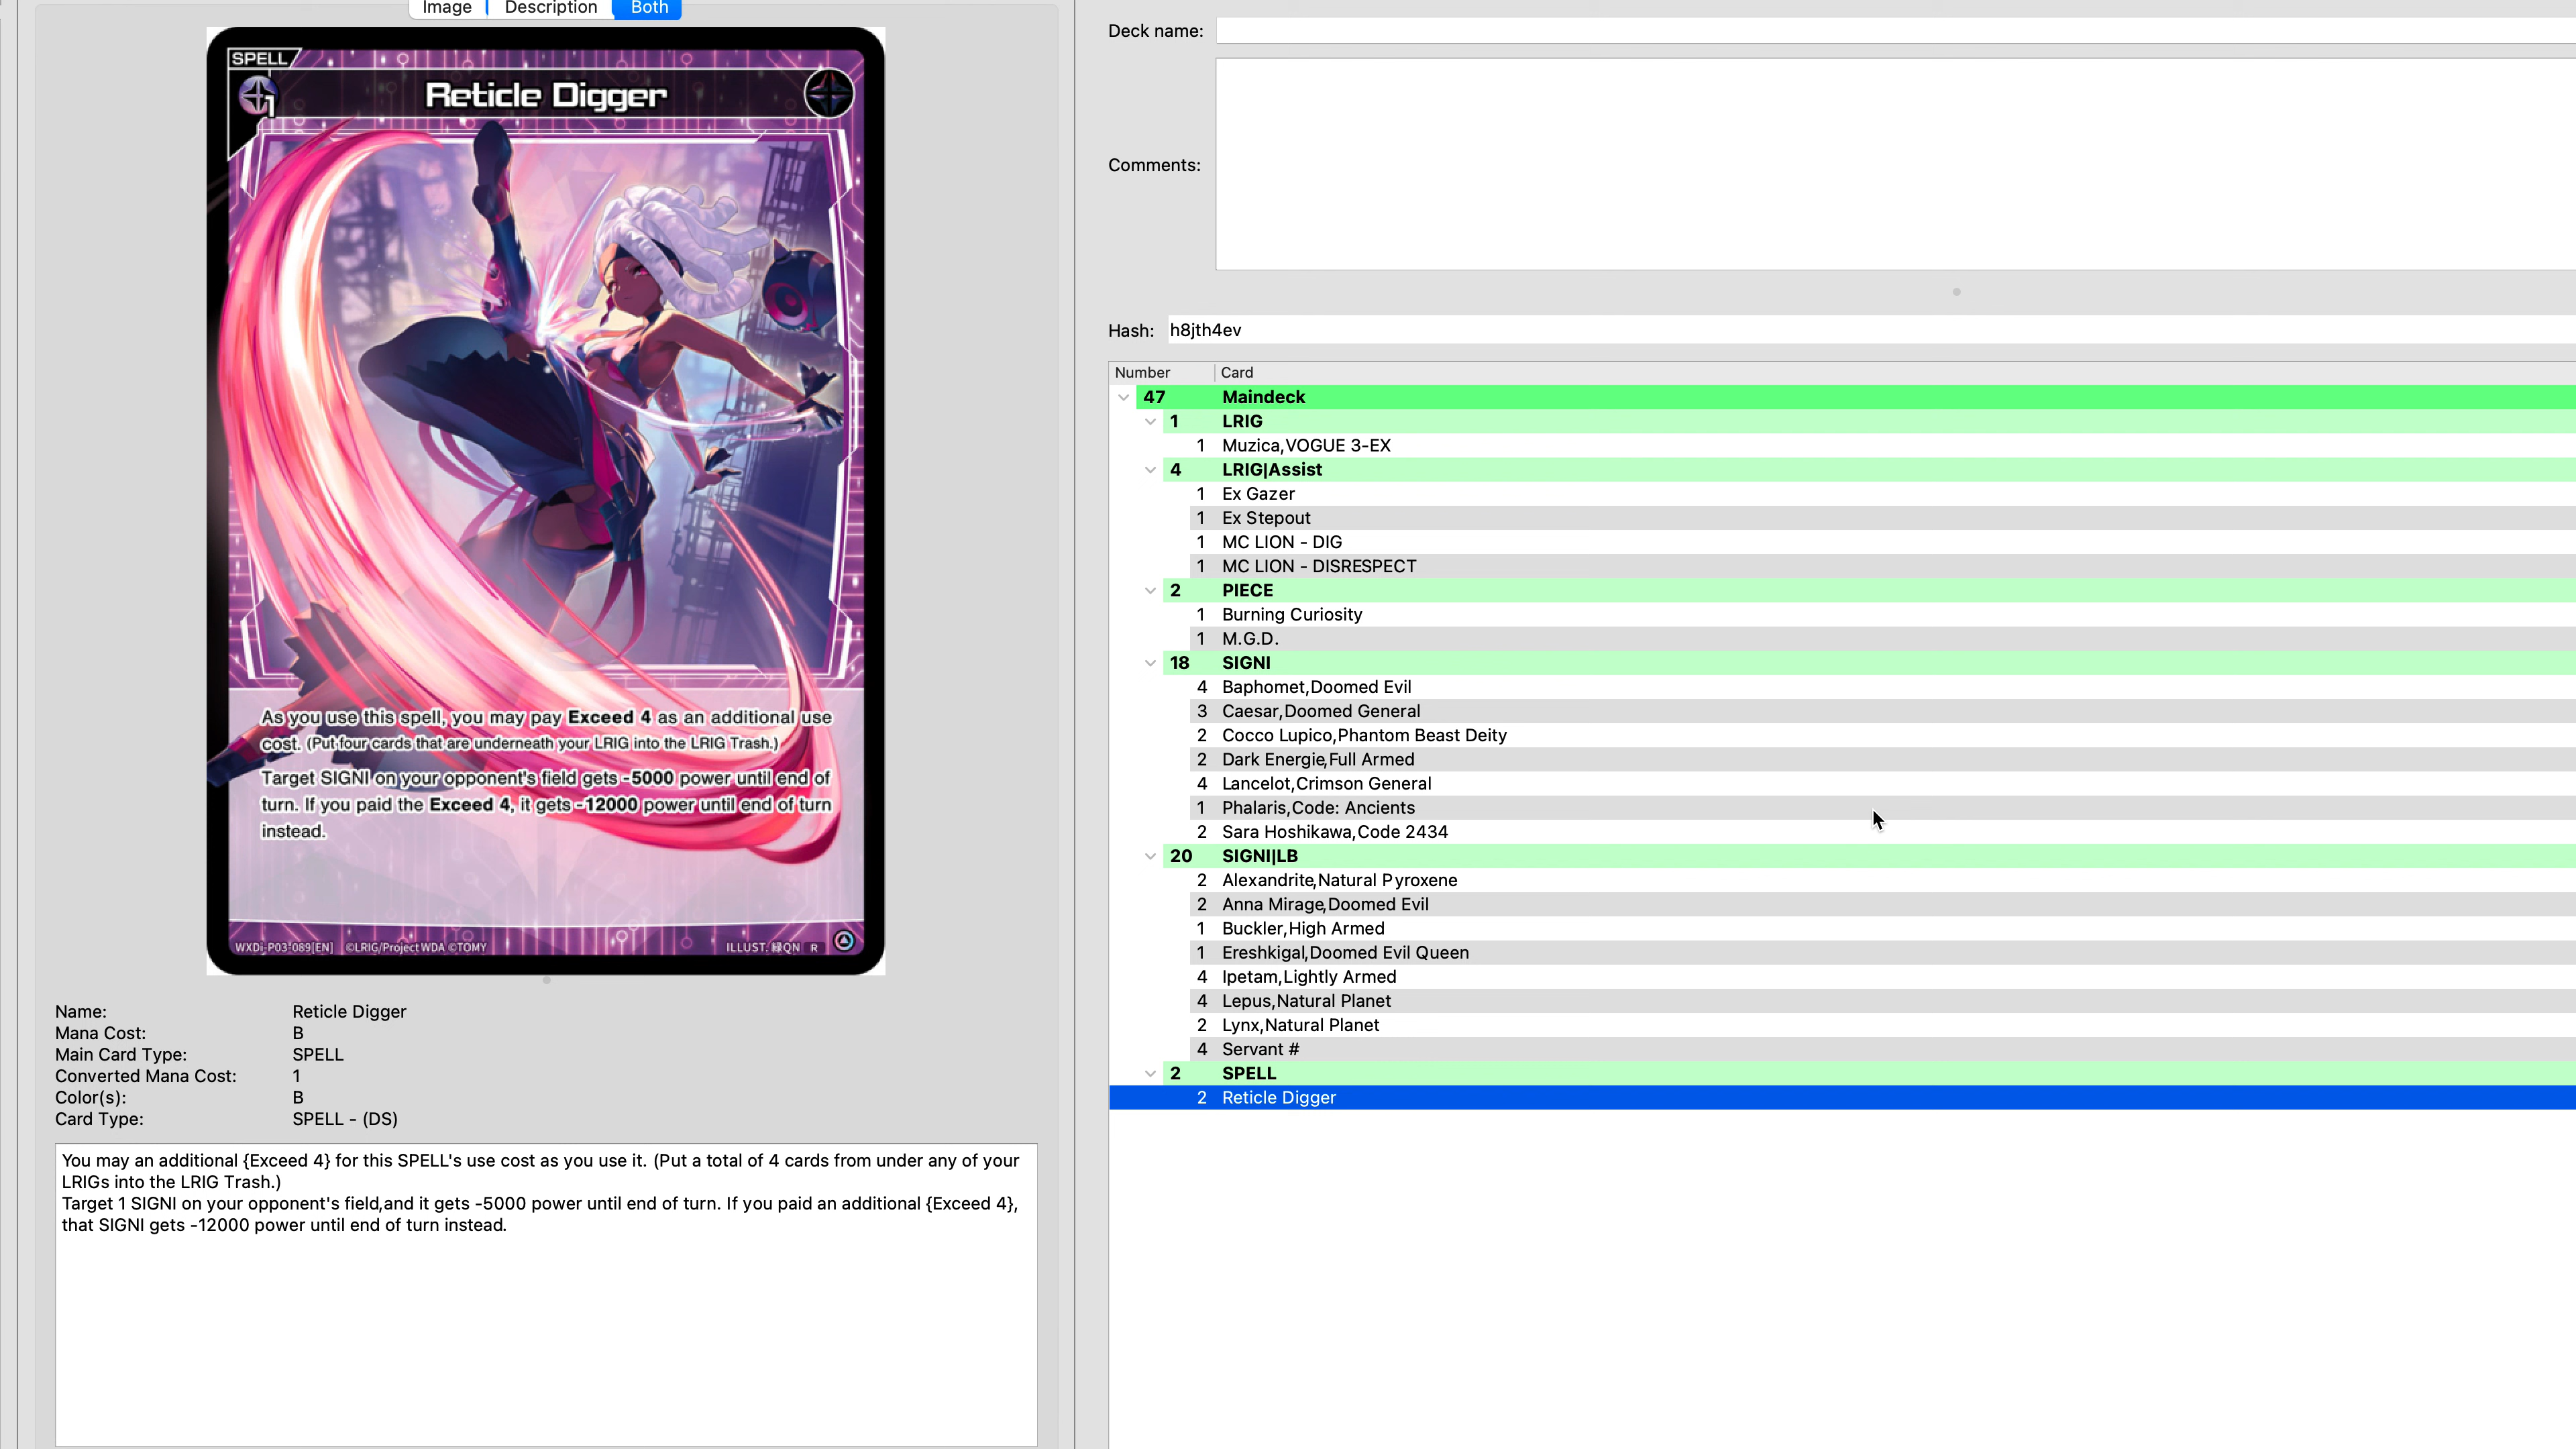 Image
Description
Both
SPELL
1
Reticle Digger
As you use this spell, you may pay Exceed 4 as an additional use
cost. (Put four cards that are underneath your LRIG into the LRIG Trash.)
Target SIGNI on your opponent's field gets -5000 power until end of
turn. If you paid the Exceed 4, it gets -12000 power until end of turn
instead.
WXDi-P03-089[EN] ©LRIG/Project WDA ©TOMY
ILLUST. 緑QN R
Name: Reticle Digger
Mana Cost: B
Main Card Type: SPELL
Converted Mana Cost: 1
Color(s): B
Card Type: SPELL - (DS)
You may an additional {Exceed 4} for this SPELL's use cost as you use it. (Put a total of 4 cards from under any of your
LRIGs into the LRIG Trash.)
Target 1 SIGNI on your opponent's field,and it gets -5000 power until end of turn. If you paid an additional {Exceed 4},
that SIGNI gets -12000 power until end of turn instead.
Deck name:
Comments:
Hash: h8jth4ev
Number Card
47 Maindeck
1 LRIG
1 Muzica,VOGUE 3-EX
4 LRIG|Assist
1 Ex Gazer
1 Ex Stepout
1 MC LION - DIG
1 MC LION - DISRESPECT
2 PIECE
1 Burning Curiosity
1 M.G.D.
18 SIGNI
4 Baphomet,Doomed Evil
3 Caesar,Doomed General
2 Cocco Lupico,Phantom Beast Deity
2 Dark Energie,Full Armed
4 Lancelot,Crimson General
1 Phalaris,Code: Ancients
2 Sara Hoshikawa,Code 2434
20 SIGNI|LB
2 Alexandrite,Natural Pyroxene
2 Anna Mirage,Doomed Evil
1 Buckler,High Armed
1 Ereshkigal,Doomed Evil Queen
4 Ipetam,Lightly Armed
4 Lepus,Natural Planet
2 Lynx,Natural Planet
4 Servant #
2 SPELL
2 Reticle Digger